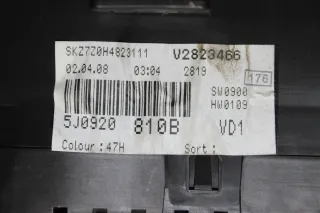 SKZ7Z0H4823111 V2823466
02.04.08 03:04 2819 176
SW0900
HW0109
5J0920 810B VD1
Colour : 47H Sort :